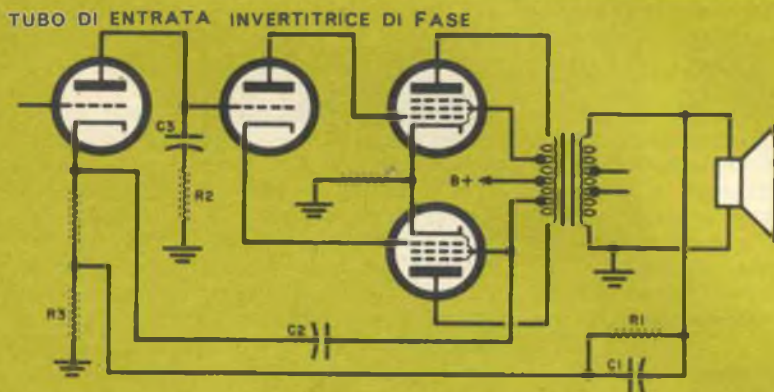 TUBO DI ENTRATA INVERTITRICE DI FASE
C3
R2
B+
R3
C2
R1
C1